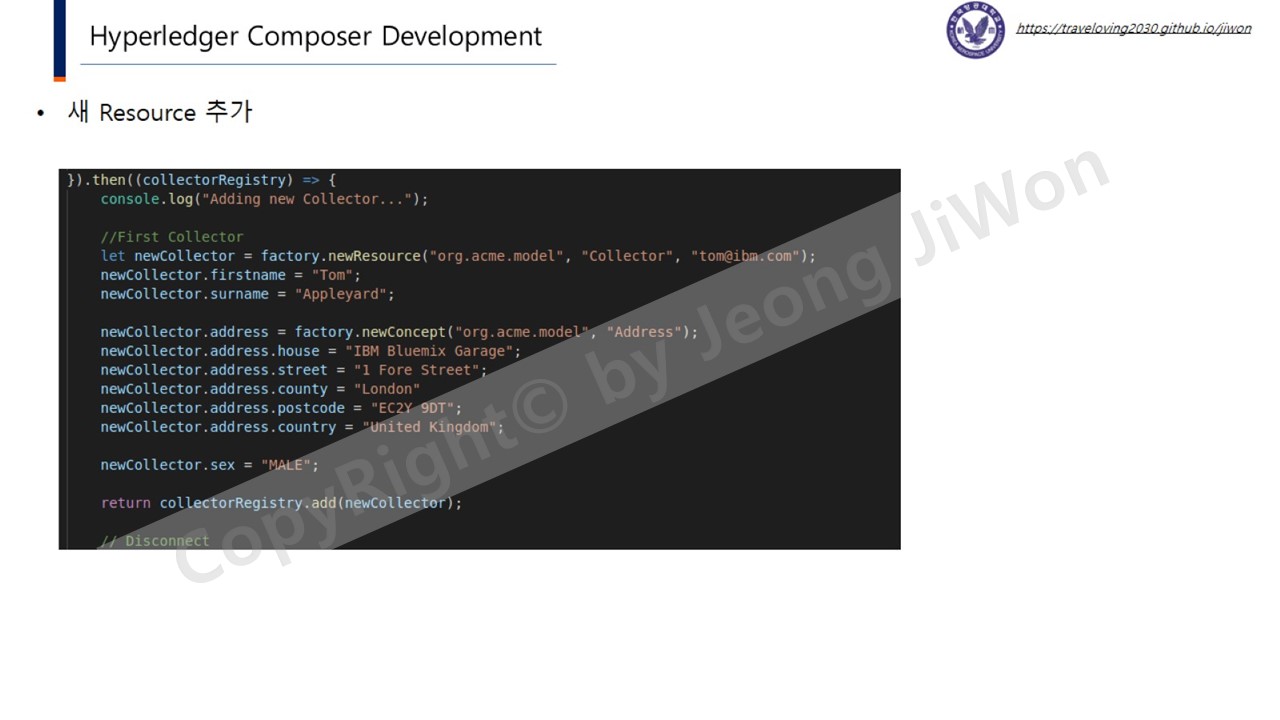 Hyperledger Composer Development
https://traveloving2030.github.io/jiwon
• 새 Resource 추가
}).then((collectorRegistry) => {
console.log("Adding new Collector...");
//First Collector
let newCollector = factory.newResource("org.acme.model", "Collector", "tom@ibm.com");
newCollector.firstname = "Tom";
newCollector.surname = "Appleyard";
newCollector.address = factory.newConcept("org.acme.model", "Address");
newCollector.address.house = "IBM Bluemix Garage";
newCollector.address.street = "1 Fore Street";
newCollector.address.county = "London"
newCollector.address.postcode = "EC2Y 9DT";
newCollector.address.country = "United Kingdom";
newCollector.sex = "MALE";
return collectorRegistry.add(newCollector);
// Disconnect
CopyRight© by Jeong JiWon